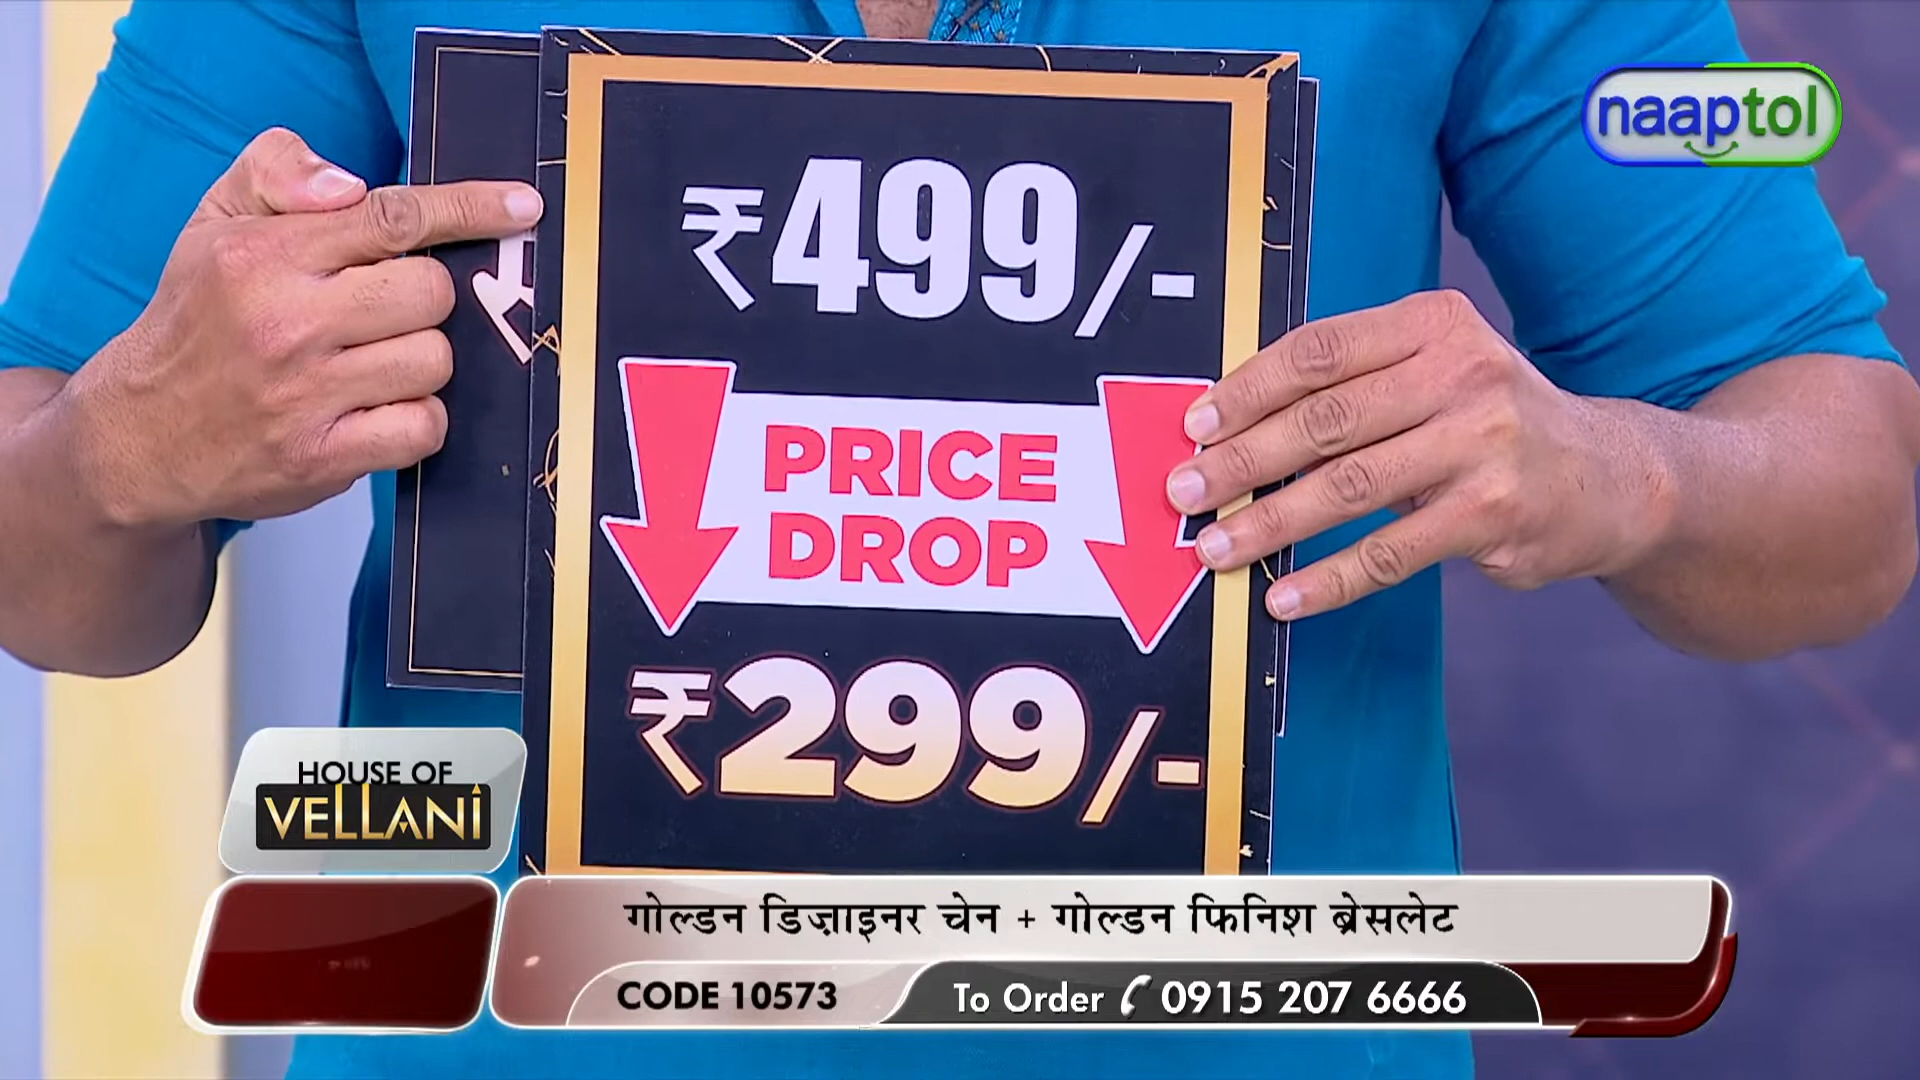 naaptol
₹499/-
PRICE
DROP
₹299/-
HOUSE OF
VELLANI
गोल्डन डिज़ाइनर चेन + गोल्डन फिनिश ब्रेसलेट
CODE 10573
To Order 0915 207 6666